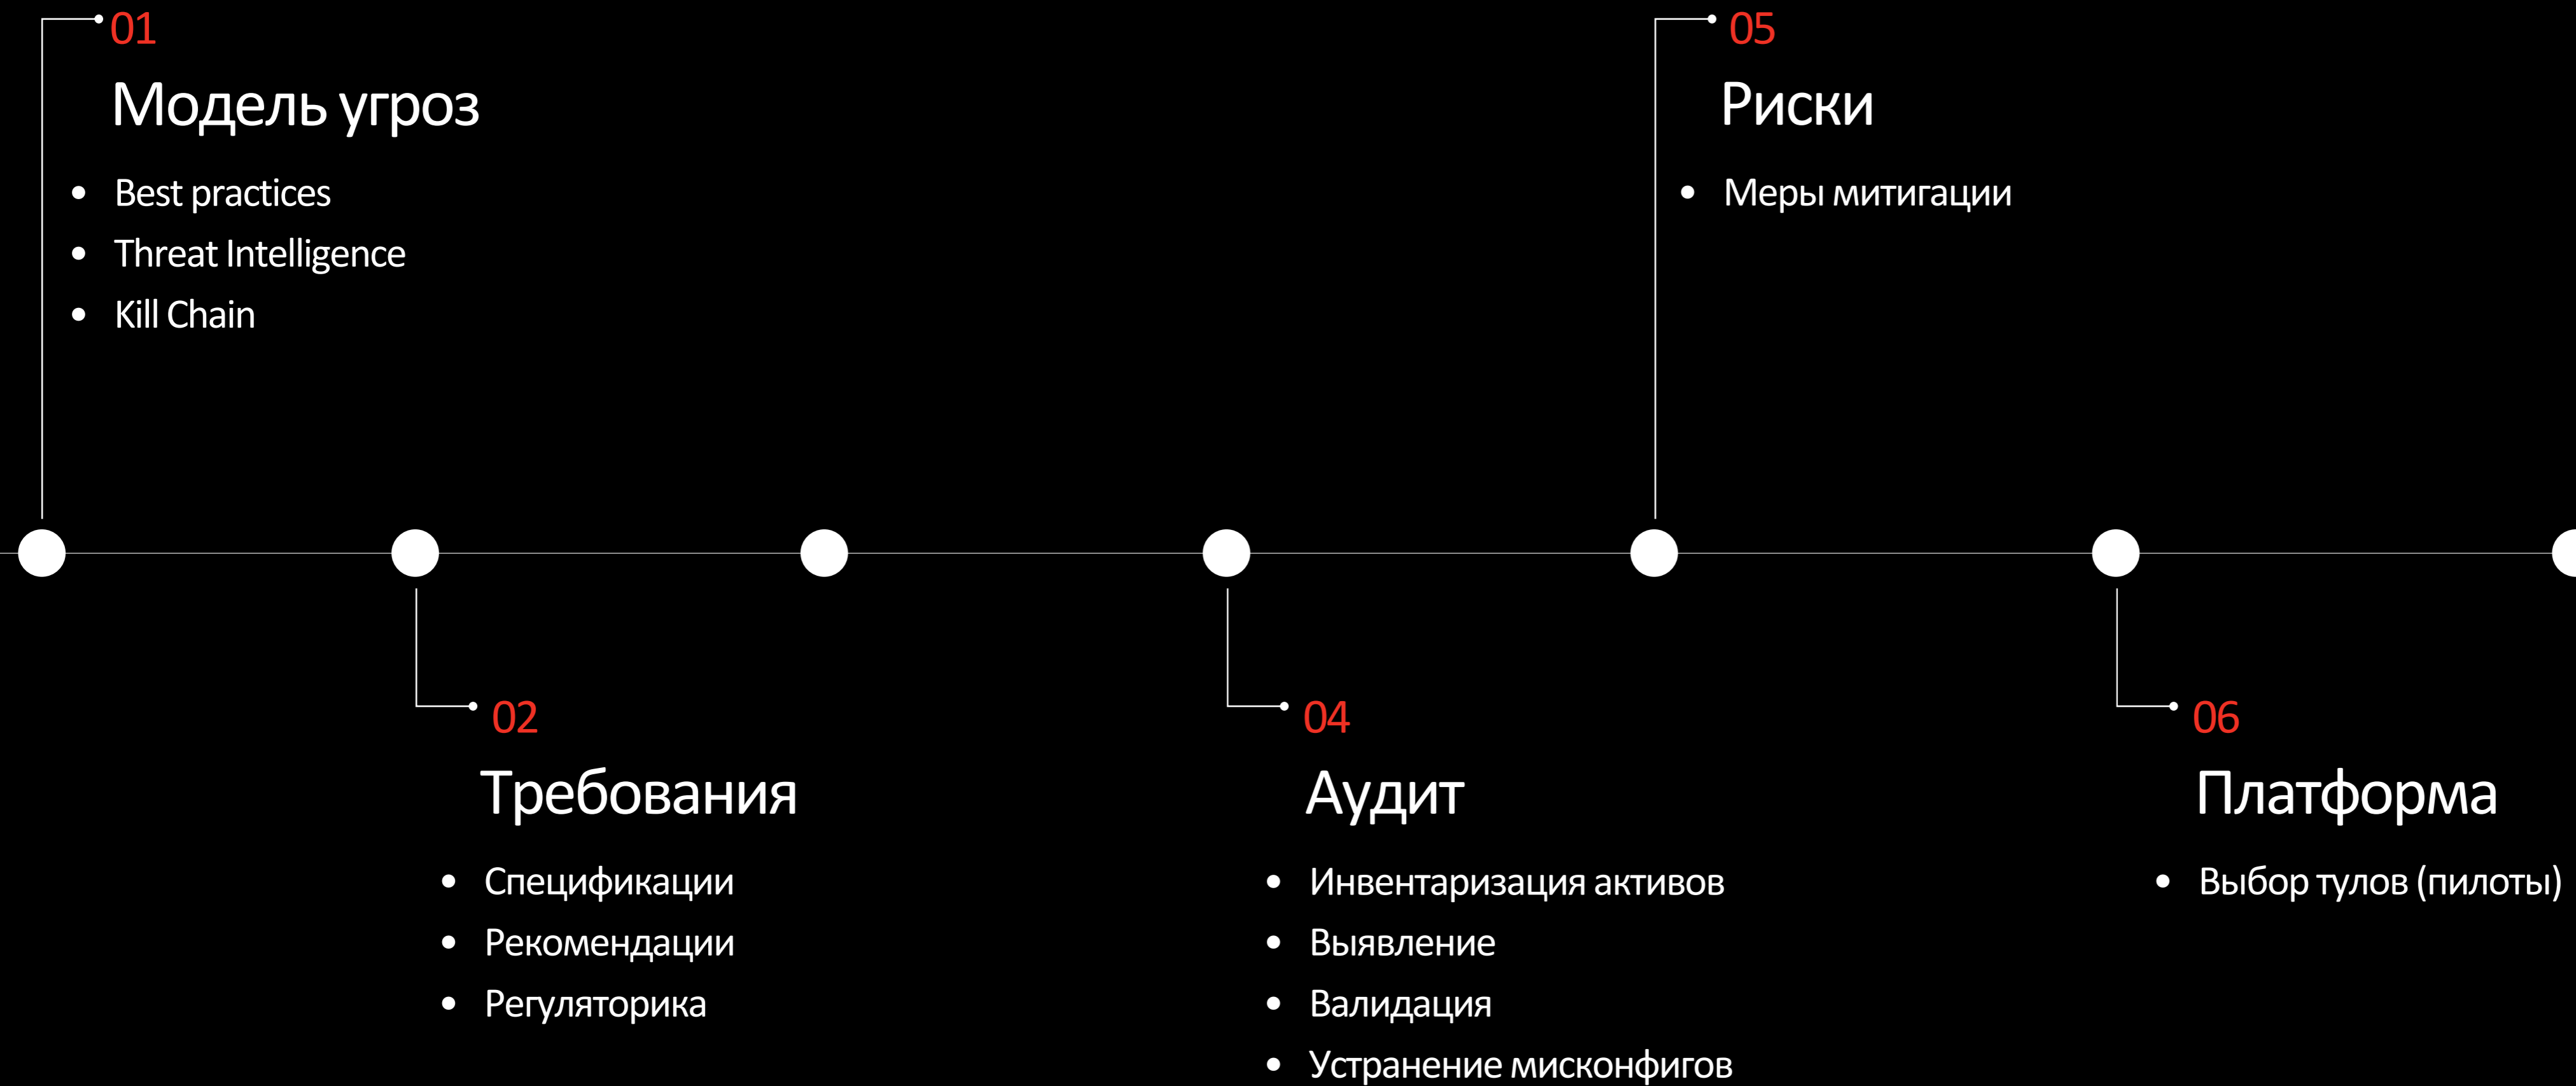 01
Модель угроз
Best practices
Threat Intelligence
Kill Chain
05
Риски
Меры митигации
02
Требования
Спецификации
Рекомендации
Регуляторика
04
Аудит
Инвентаризация активов
Выявление
Валидация
Устранение мисконфигов
06
Платформа
Выбор тулов (пилоты)